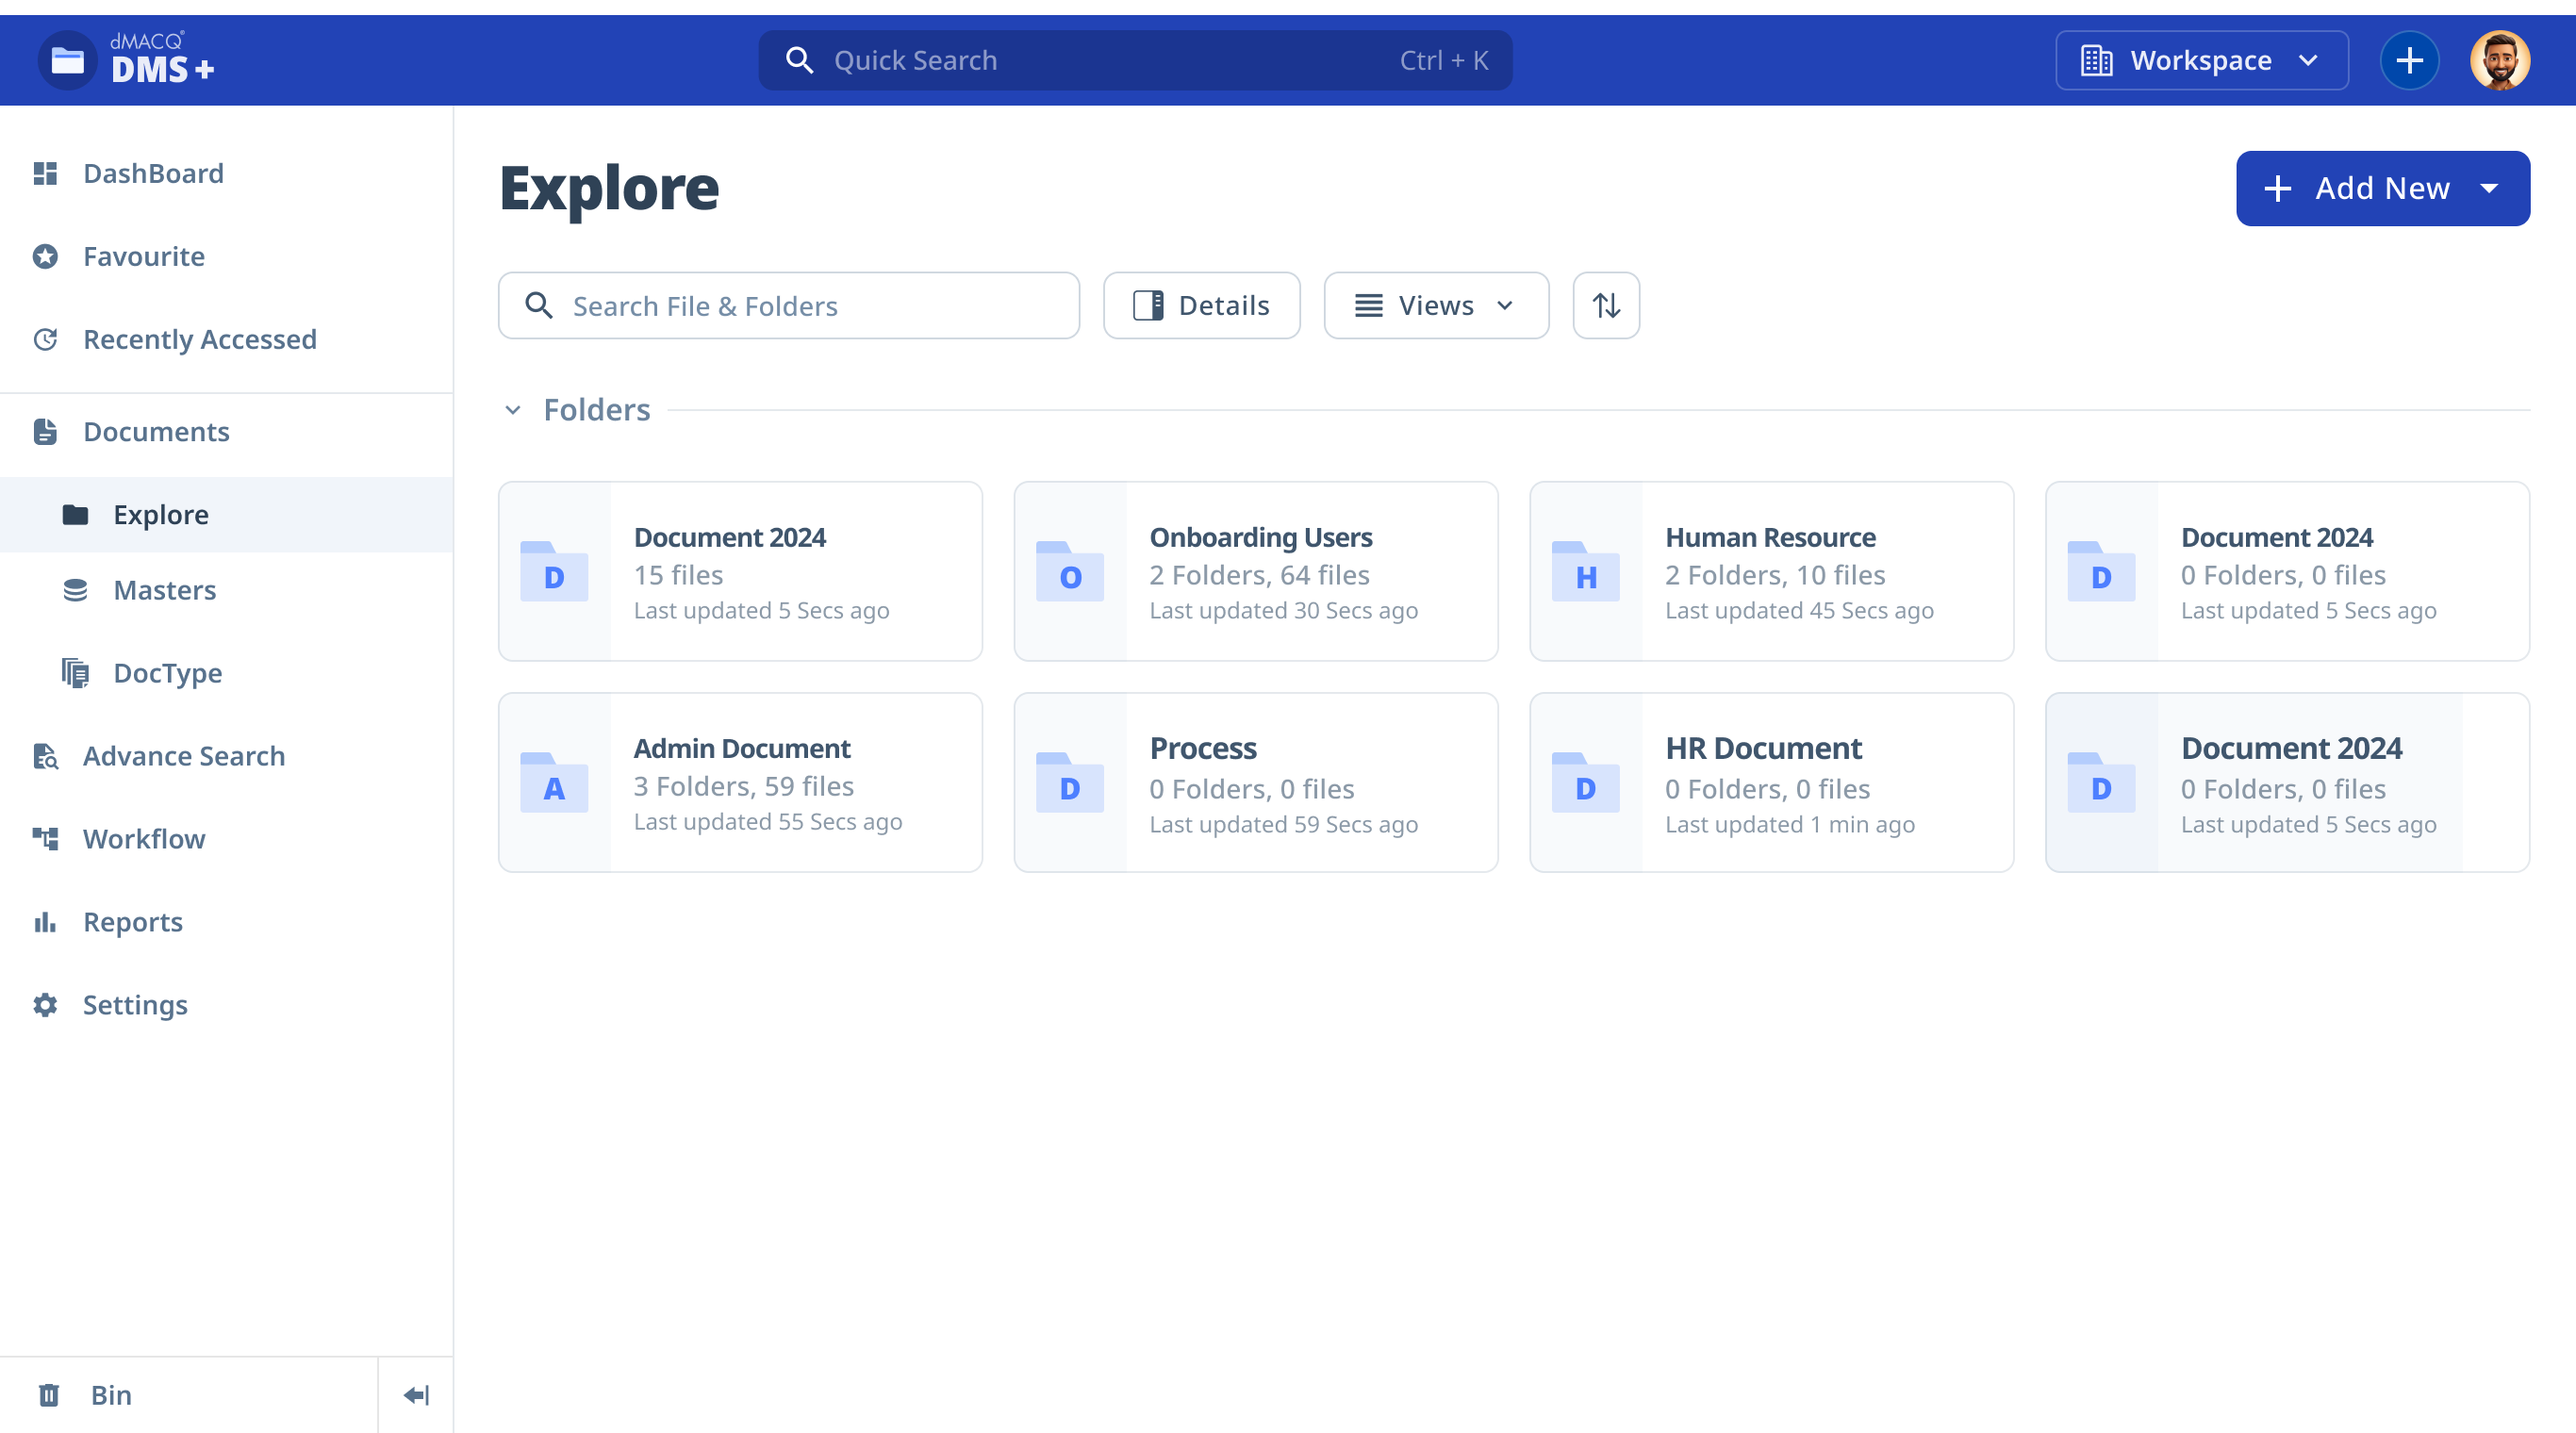 dMACQ®
DMS+
Quick Search Ctrl + K
Workspace
DashBoard
Favourite
Recently Accessed
Documents
Explore
Masters
DocType
Advance Search
Workflow
Reports
Settings
Bin
Explore
Add New
Search File & Folders
Details
Views
Folders
D
Document 2024
15 files
Last updated 5 Secs ago
O
Onboarding Users
2 Folders, 64 files
Last updated 30 Secs ago
H
Human Resource
2 Folders, 10 files
Last updated 45 Secs ago
D
Document 2024
0 Folders, 0 files
Last updated 5 Secs ago
A
Admin Document
3 Folders, 59 files
Last updated 55 Secs ago
D
Process
0 Folders, 0 files
Last updated 59 Secs ago
D
HR Document
0 Folders, 0 files
Last updated 1 min ago
D
Document 2024
0 Folders, 0 files
Last updated 5 Secs ago